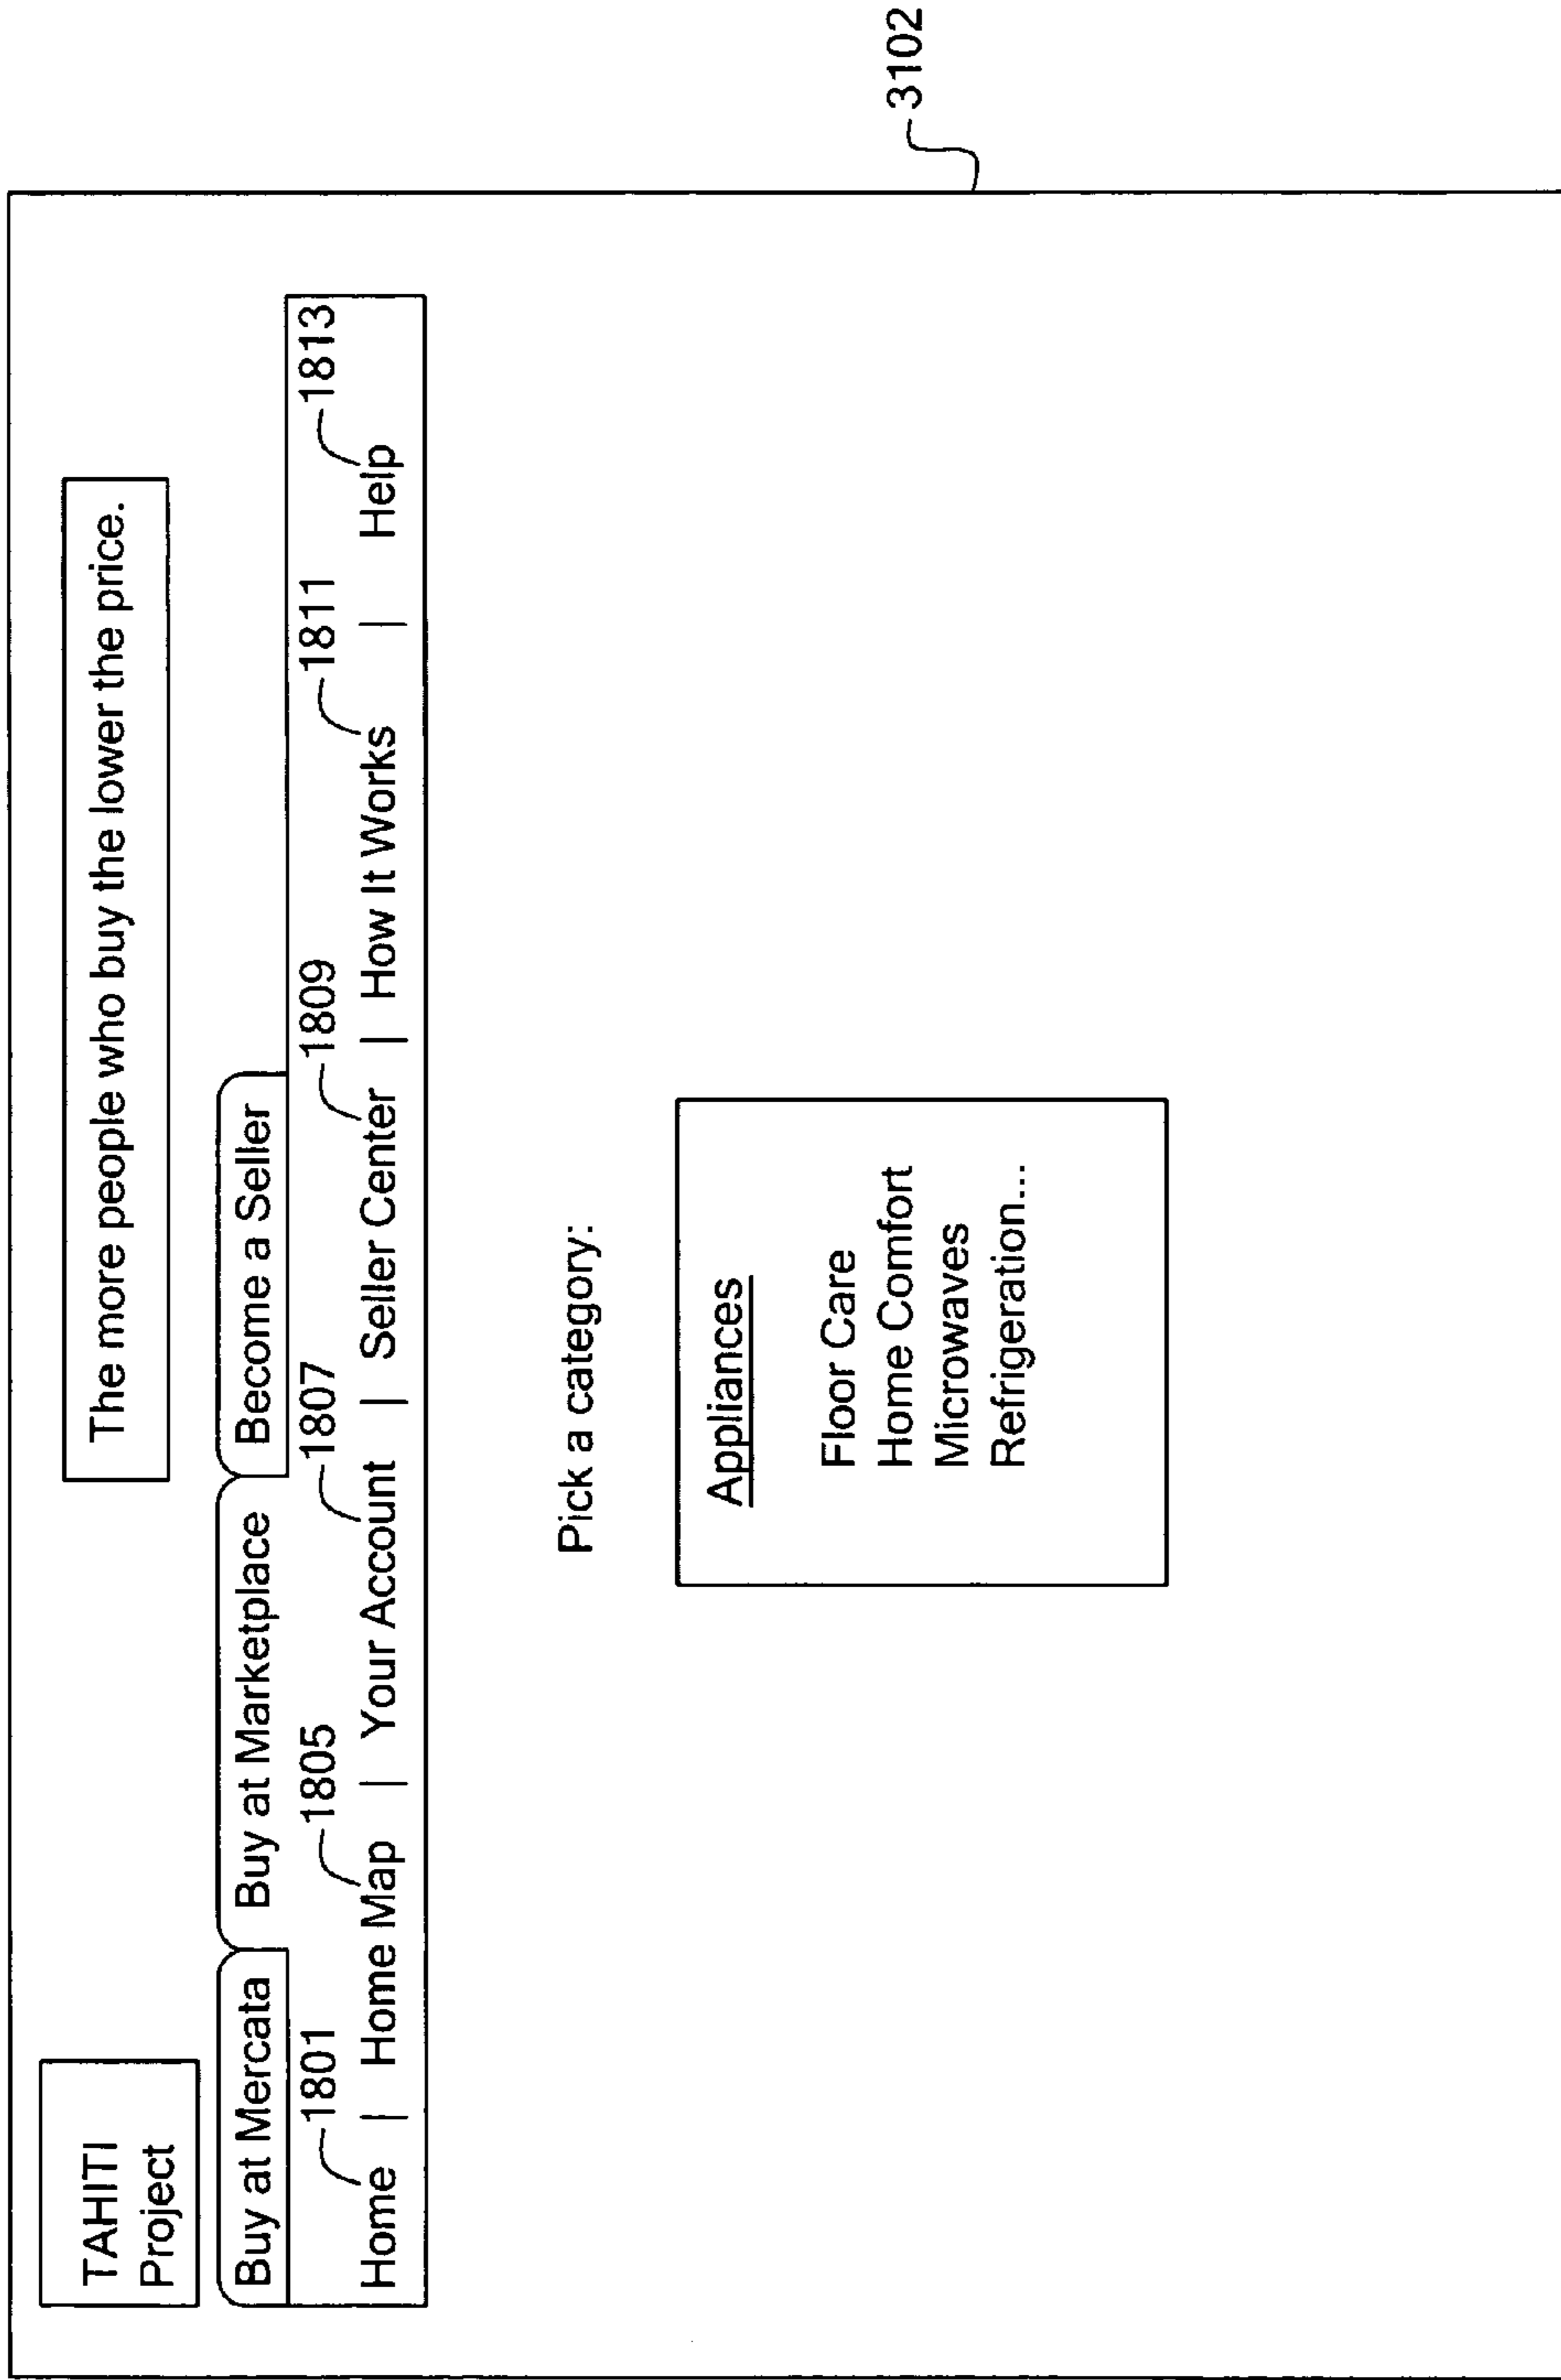 TAHITI
Project
The more people who buy the lower the price.
Buy at Mercata Buy at Marketplace Become a Seller
1801 1805 1807 1809 1811 1813
Home | Home Map | Your Account | Seller Center | How It Works | Help
Pick a category:
Appliances
Floor Care
Home Comfort
Microwaves
Refrigeration...
3102